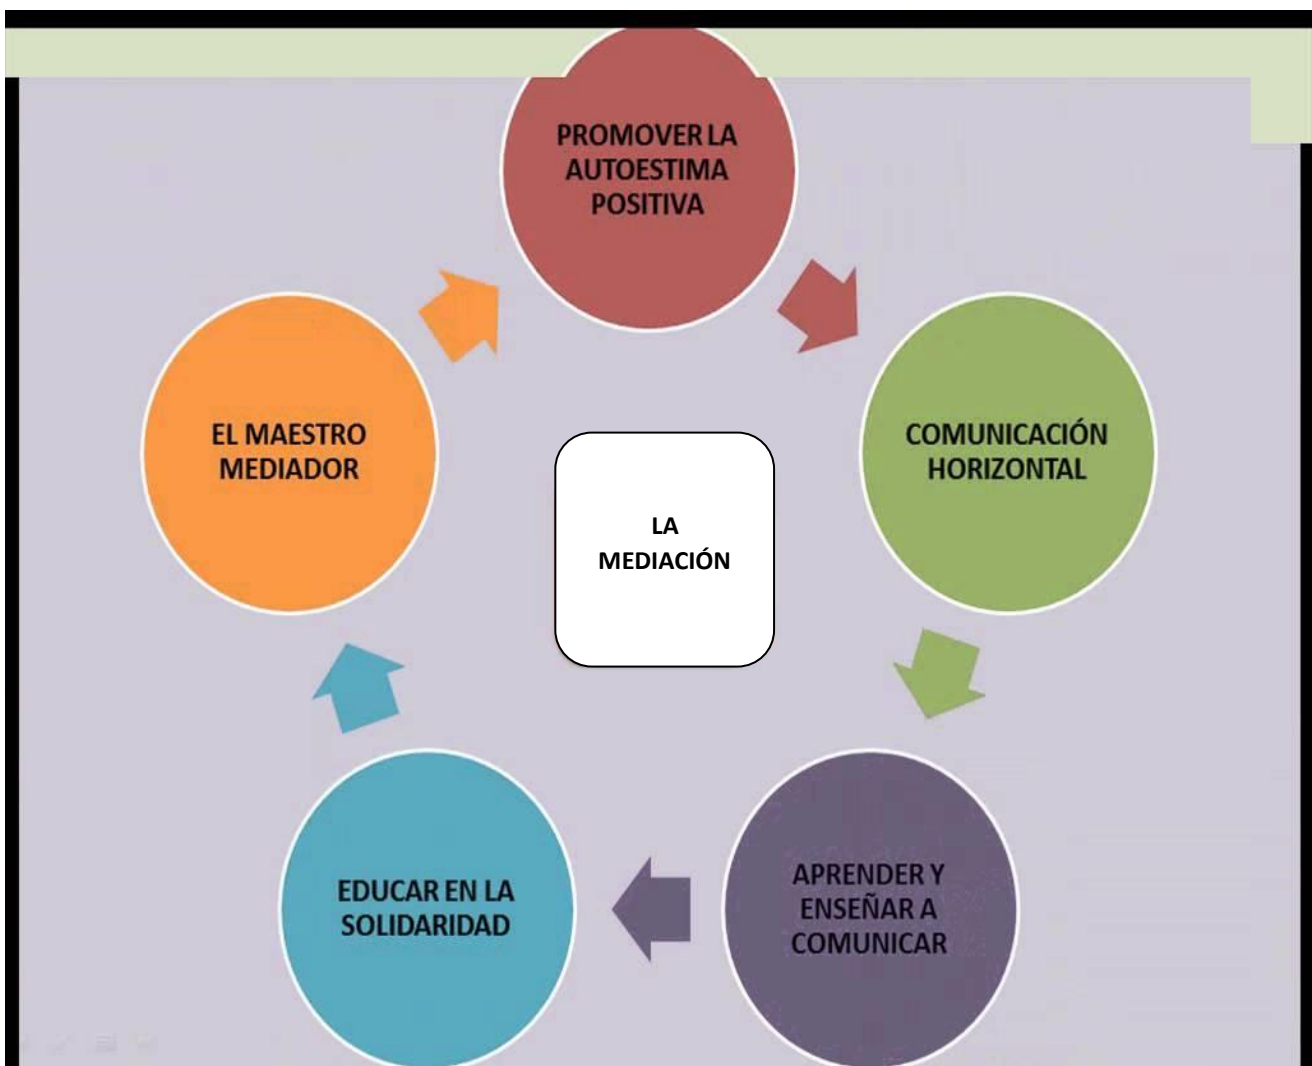 PROMOVER LA
AUTOESTIMA
POSITIVA
EL MAESTRO
MEDIADOR
COMUNICACIÓN
HORIZONTAL
LA
MEDIACIÓN
EDUCAR EN LA
SOLIDARIDAD
APRENDER Y
ENSEÑAR A
COMUNICAR